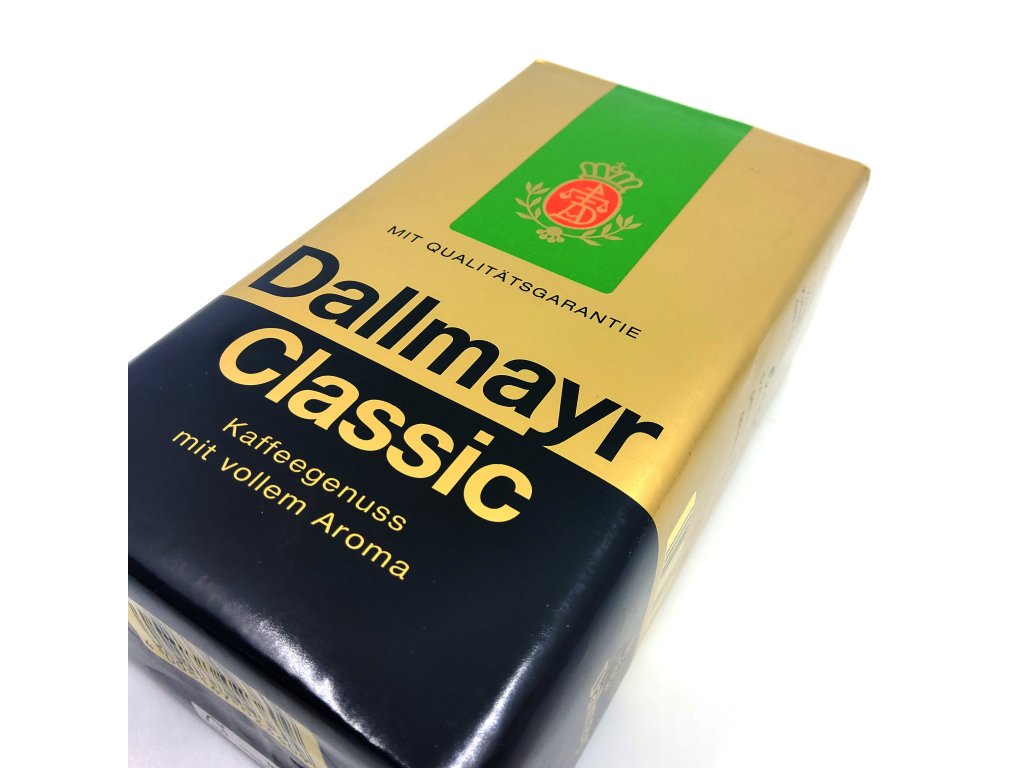 MIT QUALITÄTSGARANTIE
Dallmayr
Classic
Kaffeegenuss
mit vollem Aroma